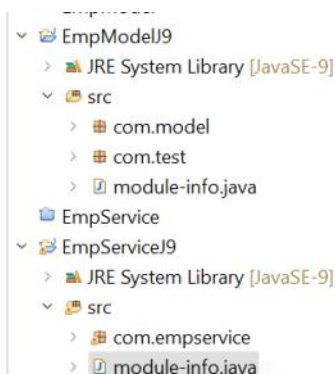 EmpModelJ9
JRE System Library [JavaSE-9]
src
com.model
com.test
module-info.java
EmpService
EmpServiceJ9
JRE System Library [JavaSE-9]
src
com.empservice
module-info.java